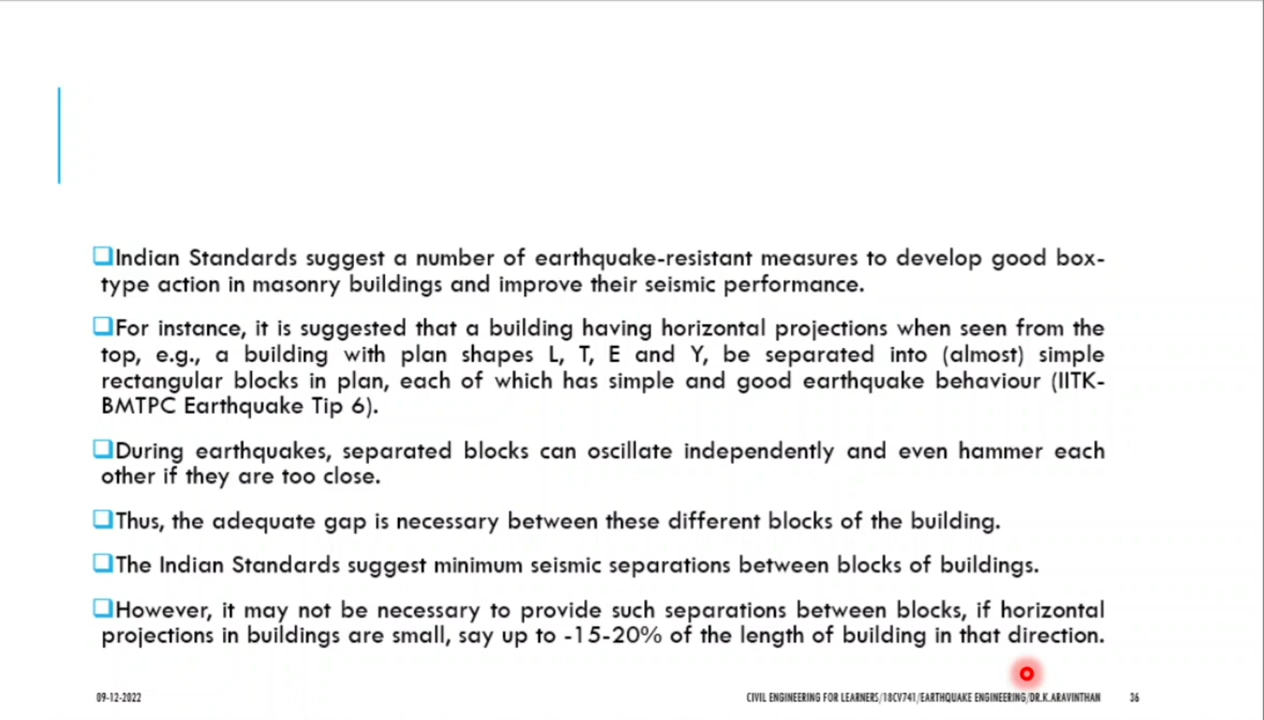 Indian Standards suggest a number of earthquake-resistant measures to develop good box-
type action in masonry buildings and improve their seismic performance.
For instance, it is suggested that a building having horizontal projections when seen from the
top, e.g., a building with plan shapes L, T, E and Y, be separated into (almost) simple
rectangular blocks in plan, each of which has simple and good earthquake behaviour (IITK-
BMTPC Earthquake Tip 6).
During earthquakes, separated blocks can oscillate independently and even hammer each
other if they are too close.
Thus, the adequate gap is necessary between these different blocks of the building.
The Indian Standards suggest minimum seismic separations between blocks of buildings.
However, it may not be necessary to provide such separations between blocks, if horizontal
projections in buildings are small, say up to -15-20% of the length of building in that direction.
09-12-2022 CIVIL ENGINEERING FOR LEARNERS/18CV741/EARTHQUAKE ENGINEERING/DR.K.ARAVINTHAN 36